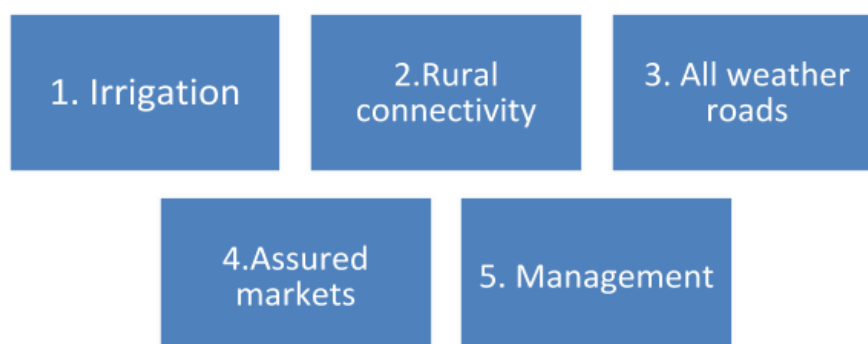 1. Irrigation
2.Rural
connectivity
3. All weather
roads
4.Assured
markets
5. Management